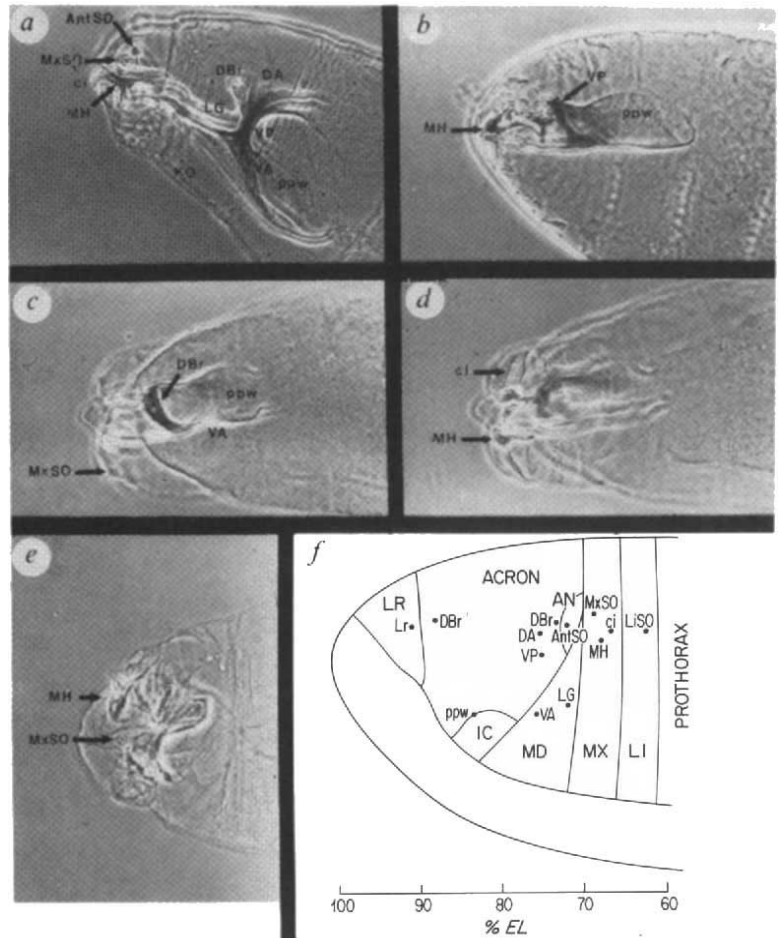 a
AntSO
MxSO
ci
MH
LG
DBr
DA
VP
VA
ppw
b
VP
MH
ppw
c
DBr
ppw
VA
MxSO
d
ci
MH
e
MH
MxSO
f
ACRON
LR
Lr
DBr
AN
MxSO
DBr
ci
LiSO
DA
AntSO
MH
VP
LG
ppw
VA
IC
MD
MX
LI
PROTHORAX
100 90 80 70 60
% EL